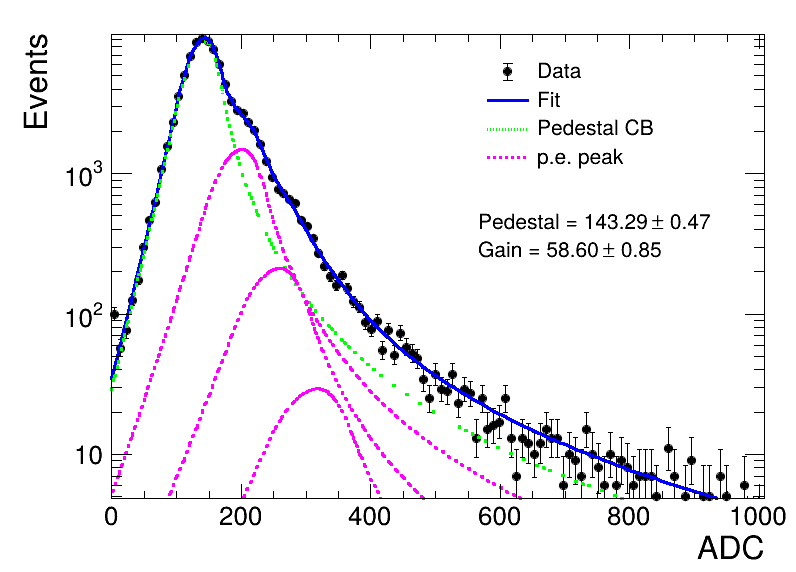 Events
Data
Fit
Pedestal CB
p.e. peak
10³
Pedestal = 143.29 ± 0.47
Gain = 58.60 ± 0.85
10²
10
0 200 400 600 800 1000
ADC